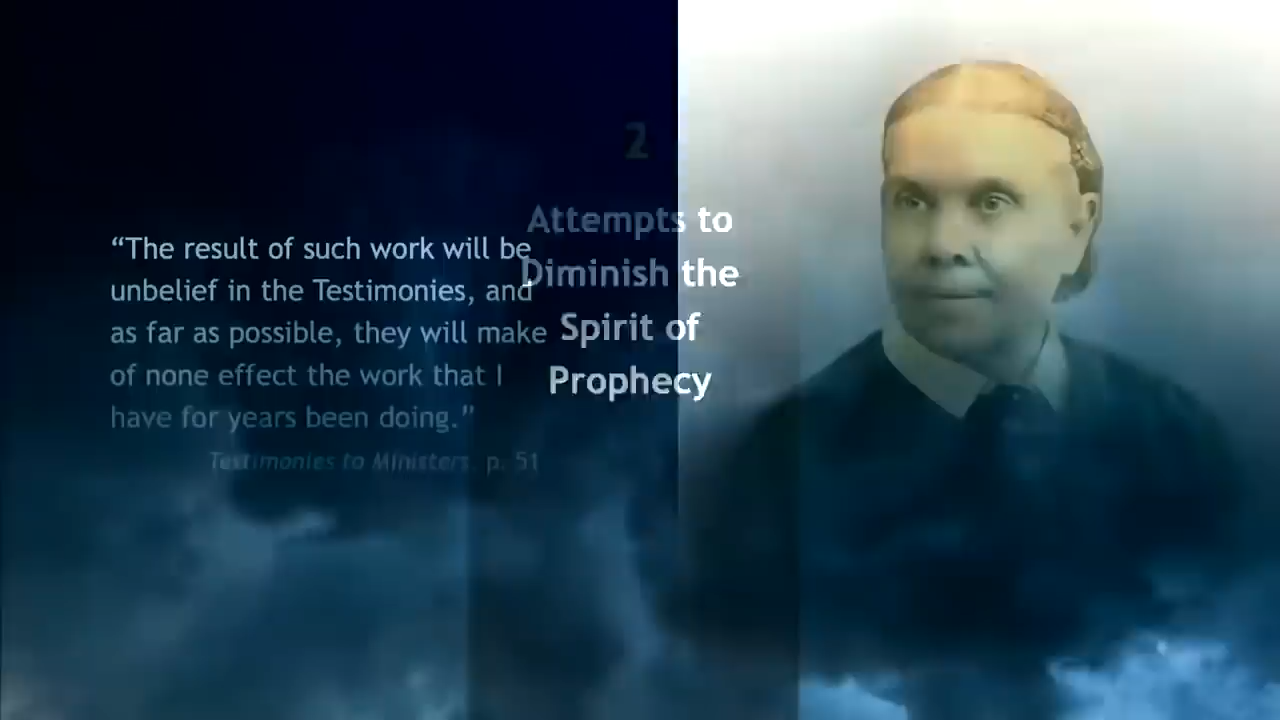 2
Attempts to
Diminish the
Spirit of
Prophecy
“The result of such work will be
unbelief in the Testimonies, and
as far as possible, they will make
of none effect the work that I
have for years been doing.”
Testimonies to Ministers, p. 51